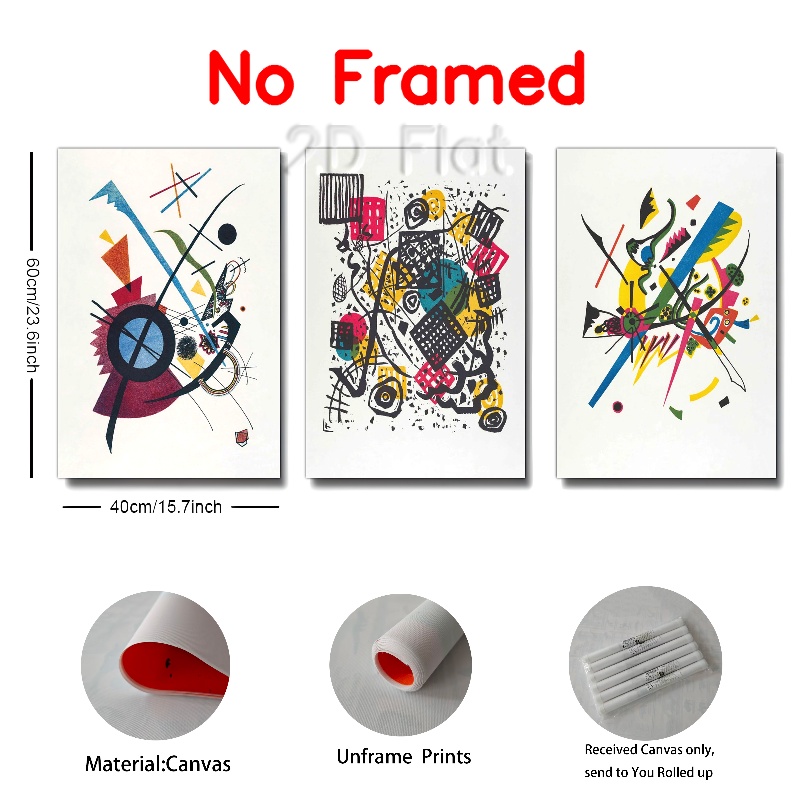 No Framed
2D Flat
60cm/23.6inch
40cm/15.7inch
Material:Canvas
Unframe Prints
Received Canvas only,
send to You Rolled up